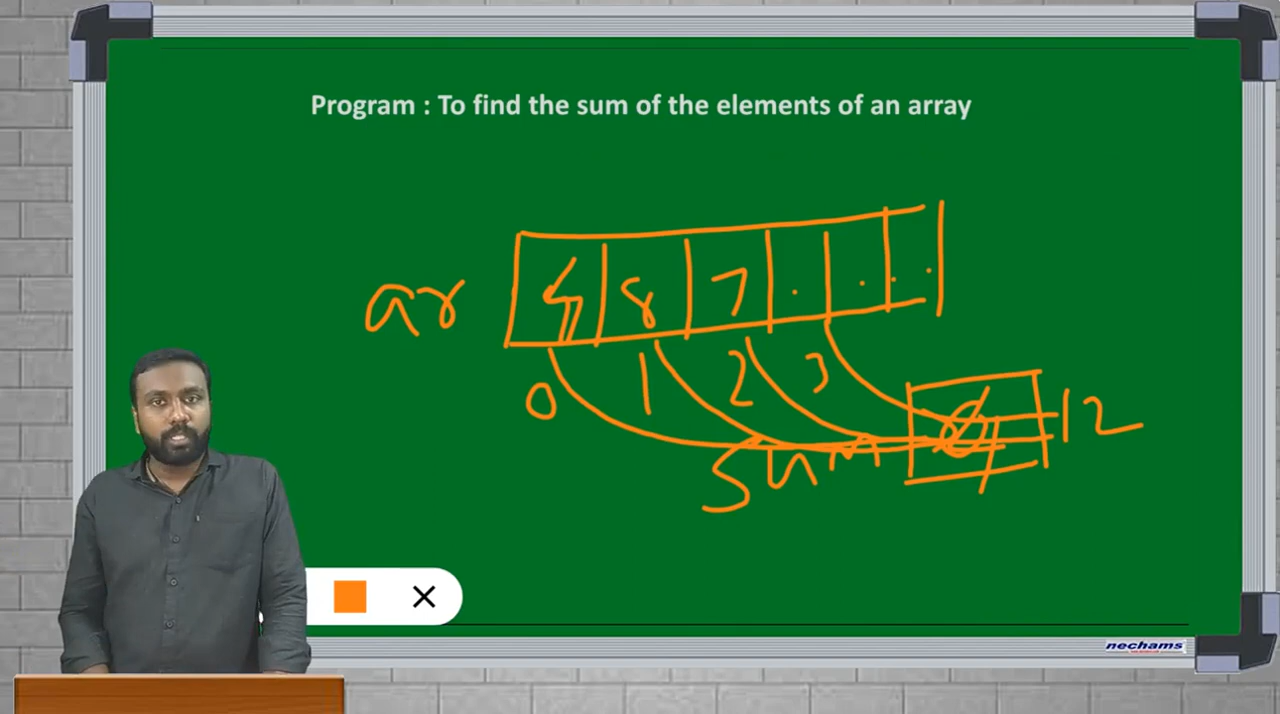 Program : To find the sum of the elements of an array
ar 8 7 . . . .
0 1 2 3
Sum 12
nechams